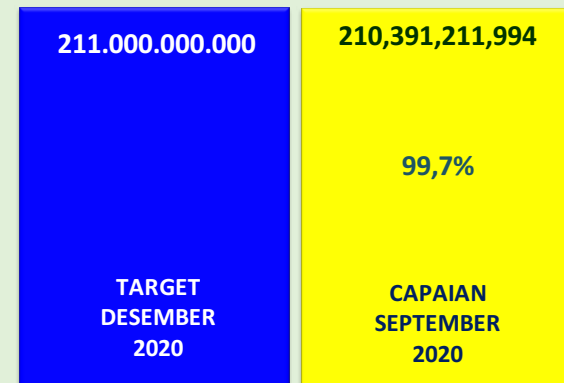 211.000.000.000
TARGET
DESEMBER
2020
210,391,211,994
99,7%
CAPAIAN
SEPTEMBER
2020